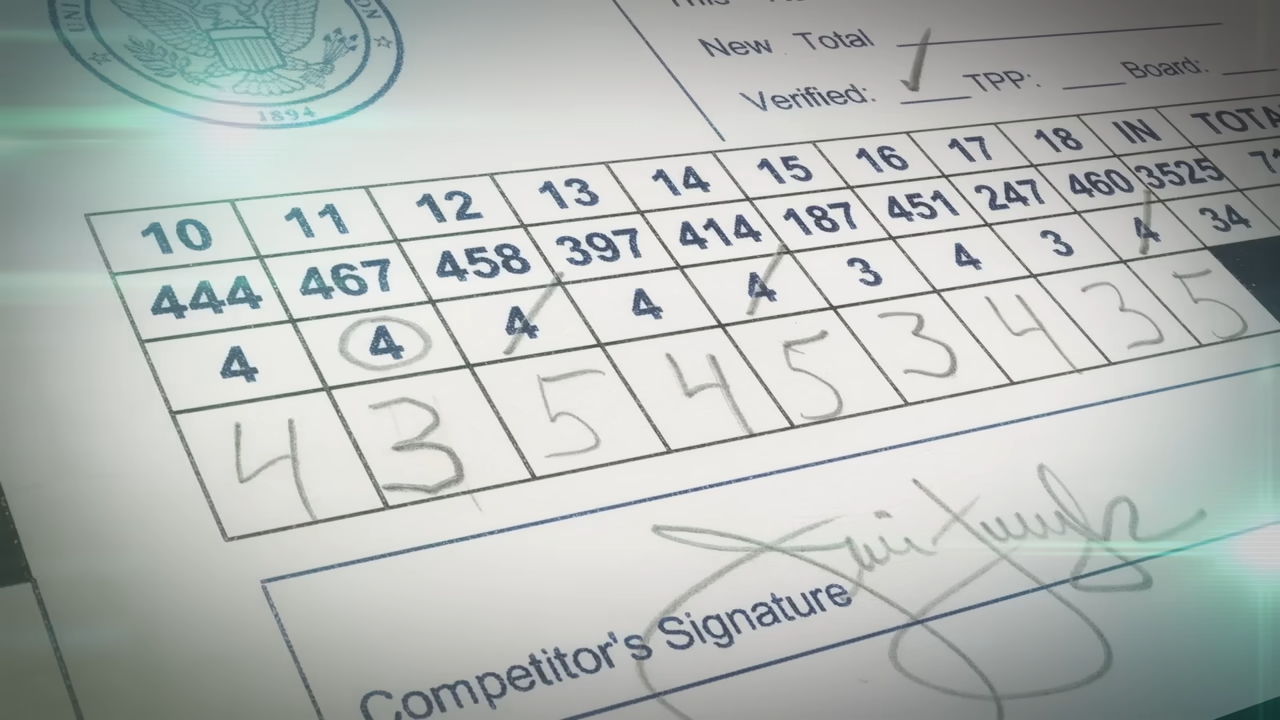 1894
New Total
Verified: ✓ TPP: Board:
10 11 12 13 14 15 16 17 18 IN TOTA
444 467 458 397 414 187 451 247 460 3525
4 4 4 4 4 3 4 3 4 34
4 3 5 4 5 3 4 3 5
Competitor's Signature